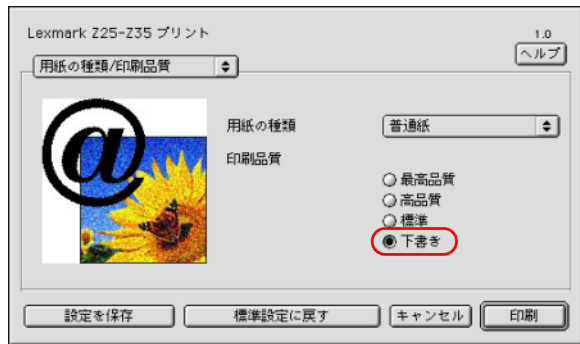 Lexmark Z25-Z35 プリント
1.0
ヘルプ
用紙の種類/印刷品質
@
用紙の種類
普通紙
印刷品質
最高品質
高品質
標準
下書き
設定を保存
標準設定に戻す
キャンセル
印刷